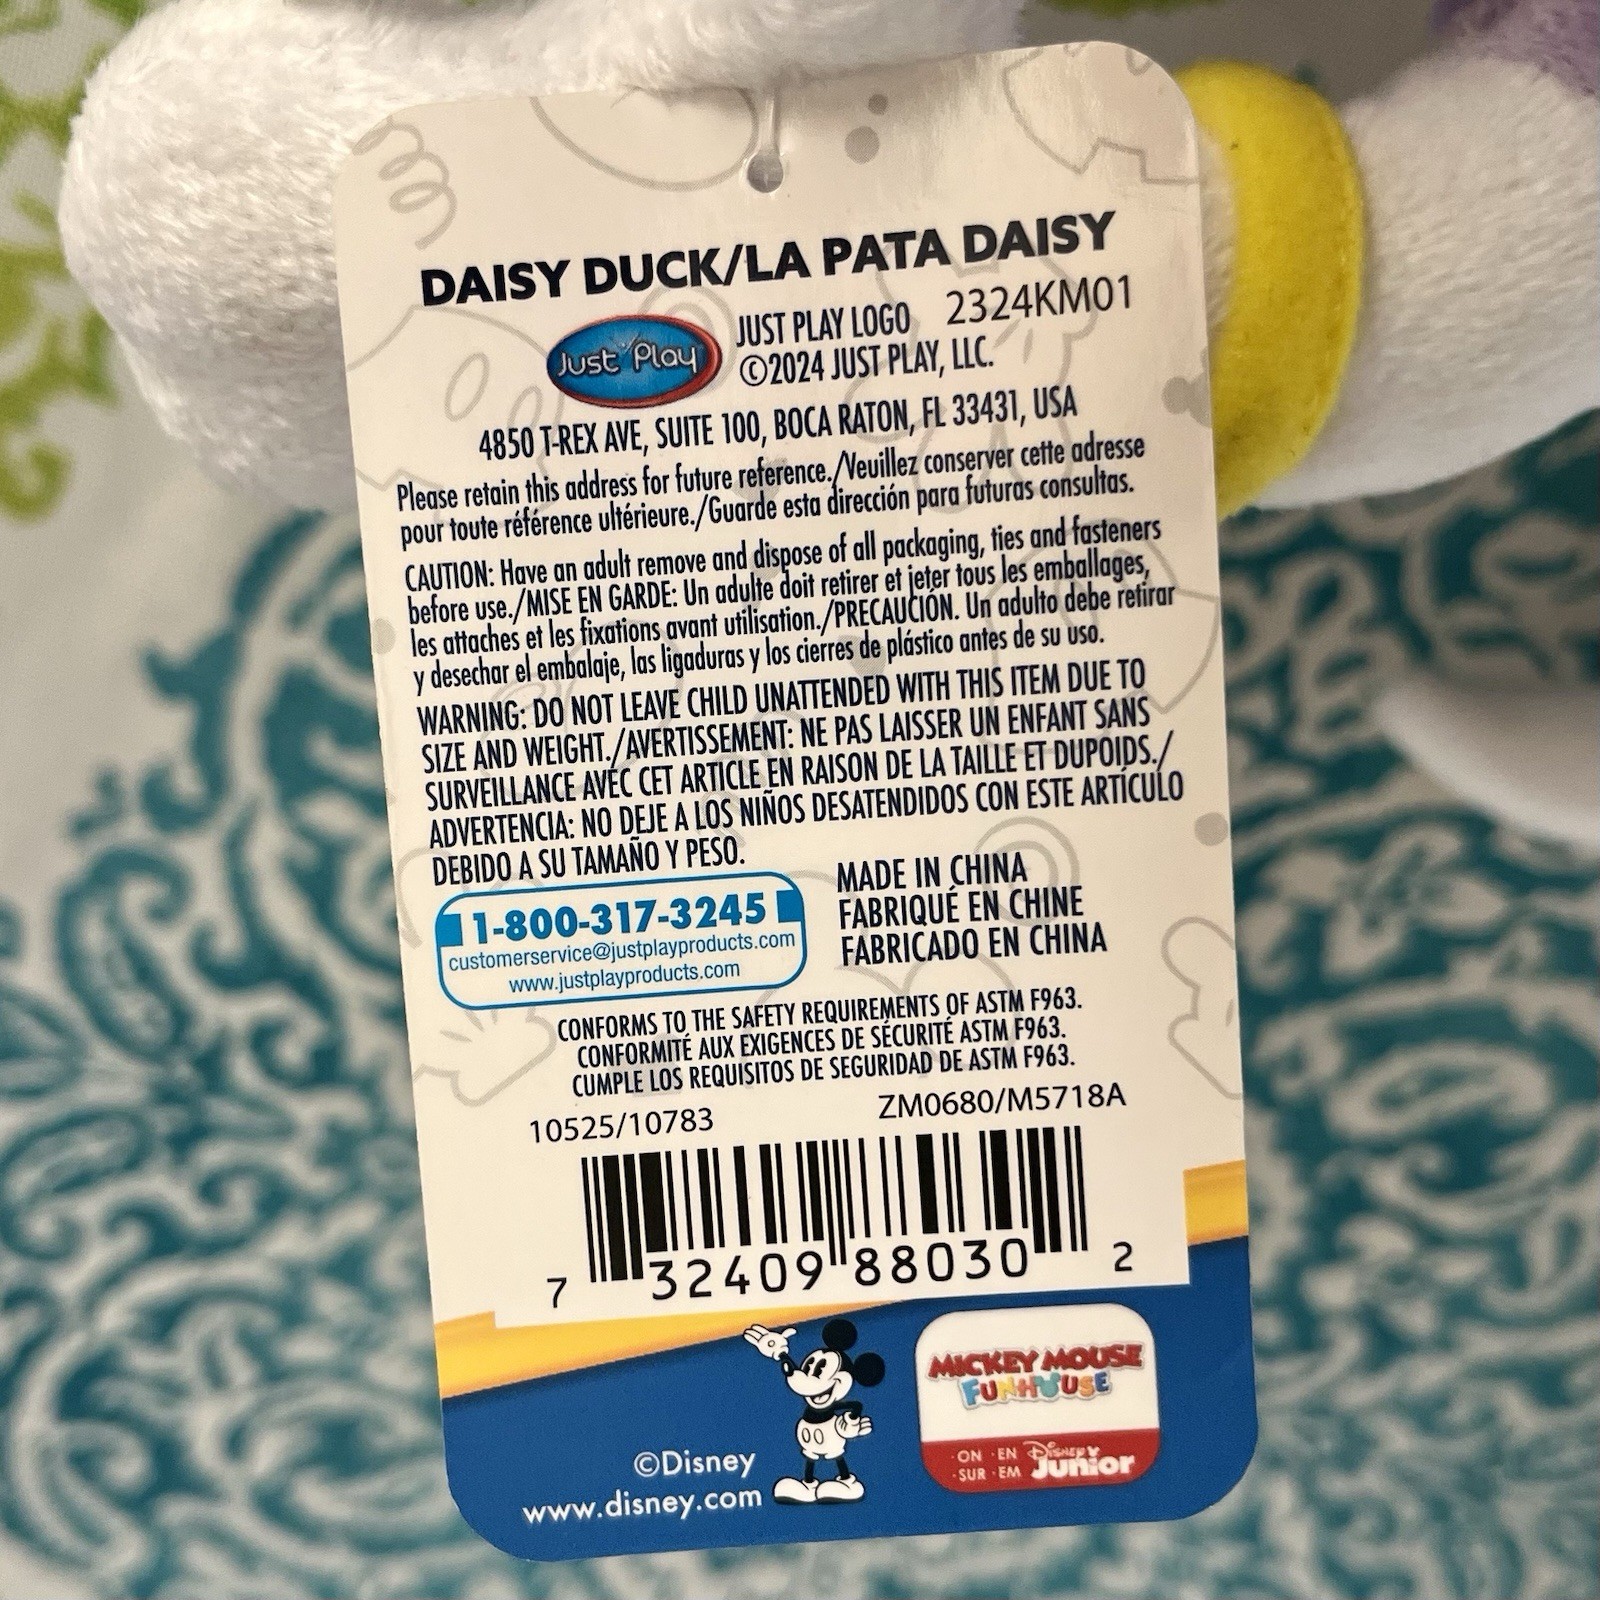 DAISY DUCK/LA PATA DAISY
Just Play
JUST PLAY LOGO 2324KM01
©2024 JUST PLAY, LLC.
4850 T-REX AVE, SUITE 100, BOCA RATON, FL 33431, USA
Please retain this address for future reference./Veuillez conserver cette adresse
pour toute référence ultérieure./Guarde esta dirección para futuras consultas.
CAUTION: Have an adult remove and dispose of all packaging, ties and fasteners
before use./MISE EN GARDE: Un adulte doit retirer et jeter tous les emballages,
les attaches et les fixations avant utilisation./PRECAUCIÓN. Un adulto debe retirar
y desechar el embalaje, las ligaduras y los cierres de plástico antes de su uso.
WARNING: DO NOT LEAVE CHILD UNATTENDED WITH THIS ITEM DUE TO
SIZE AND WEIGHT./AVERTISSEMENT: NE PAS LAISSER UN ENFANT SANS
SURVEILLANCE AVEC CET ARTICLE EN RAISON DE LA TAILLE ET DUPOIDS./
ADVERTENCIA: NO DEJE A LOS NIÑOS DESATENDIDOS CON ESTE ARTÍCULO
DEBIDO A SU TAMAÑO Y PESO.
1-800-317-3245
customerservice@justplayproducts.com
www.justplayproducts.com
MADE IN CHINA
FABRIQUÉ EN CHINE
FABRICADO EN CHINA
CONFORMS TO THE SAFETY REQUIREMENTS OF ASTM F963.
CONFORMITÉ AUX EXIGENCES DE SÉCURITÉ ASTM F963.
CUMPLE LOS REQUISITOS DE SEGURIDAD DE ASTM F963.
10525/10783 ZM0680/M5718A
7 32409 88030 2
MICKEY MOUSE
FUNHOUSE
·ON ·EN Disney
·SUR ·EM Junior
©Disney
www.disney.com